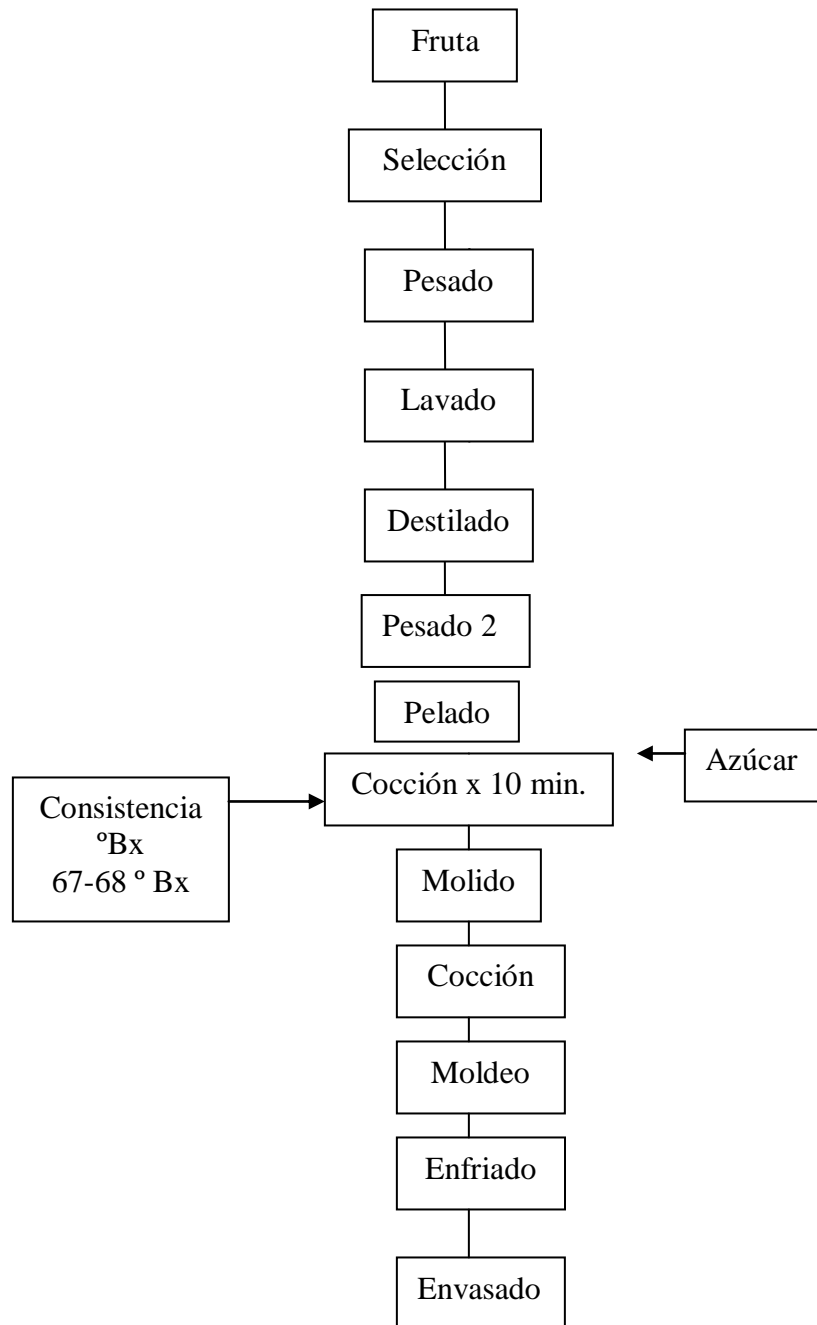 Fruta
Selección
Pesado
Lavado
Destilado
Pesado 2
Pelado
Azúcar
Cocción x 10 min.
Consistencia
ºBx
67-68 º Bx
Molido
Cocción
Moldeo
Enfriado
Envasado